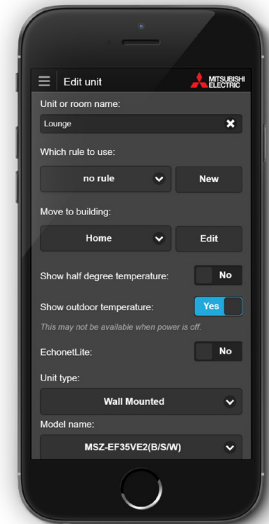 Edit unit
MITSUBISHI
ELECTRIC
Unit or room name:
Lounge
Which rule to use:
no rule
New
Move to building:
Home
Edit
Show half degree temperature:
No
Show outdoor temperature:
Yes
This may not be available when power is off.
EchonetLite:
No
Unit type:
Wall Mounted
Model name:
MSZ-EF35VE2(B/S/W)